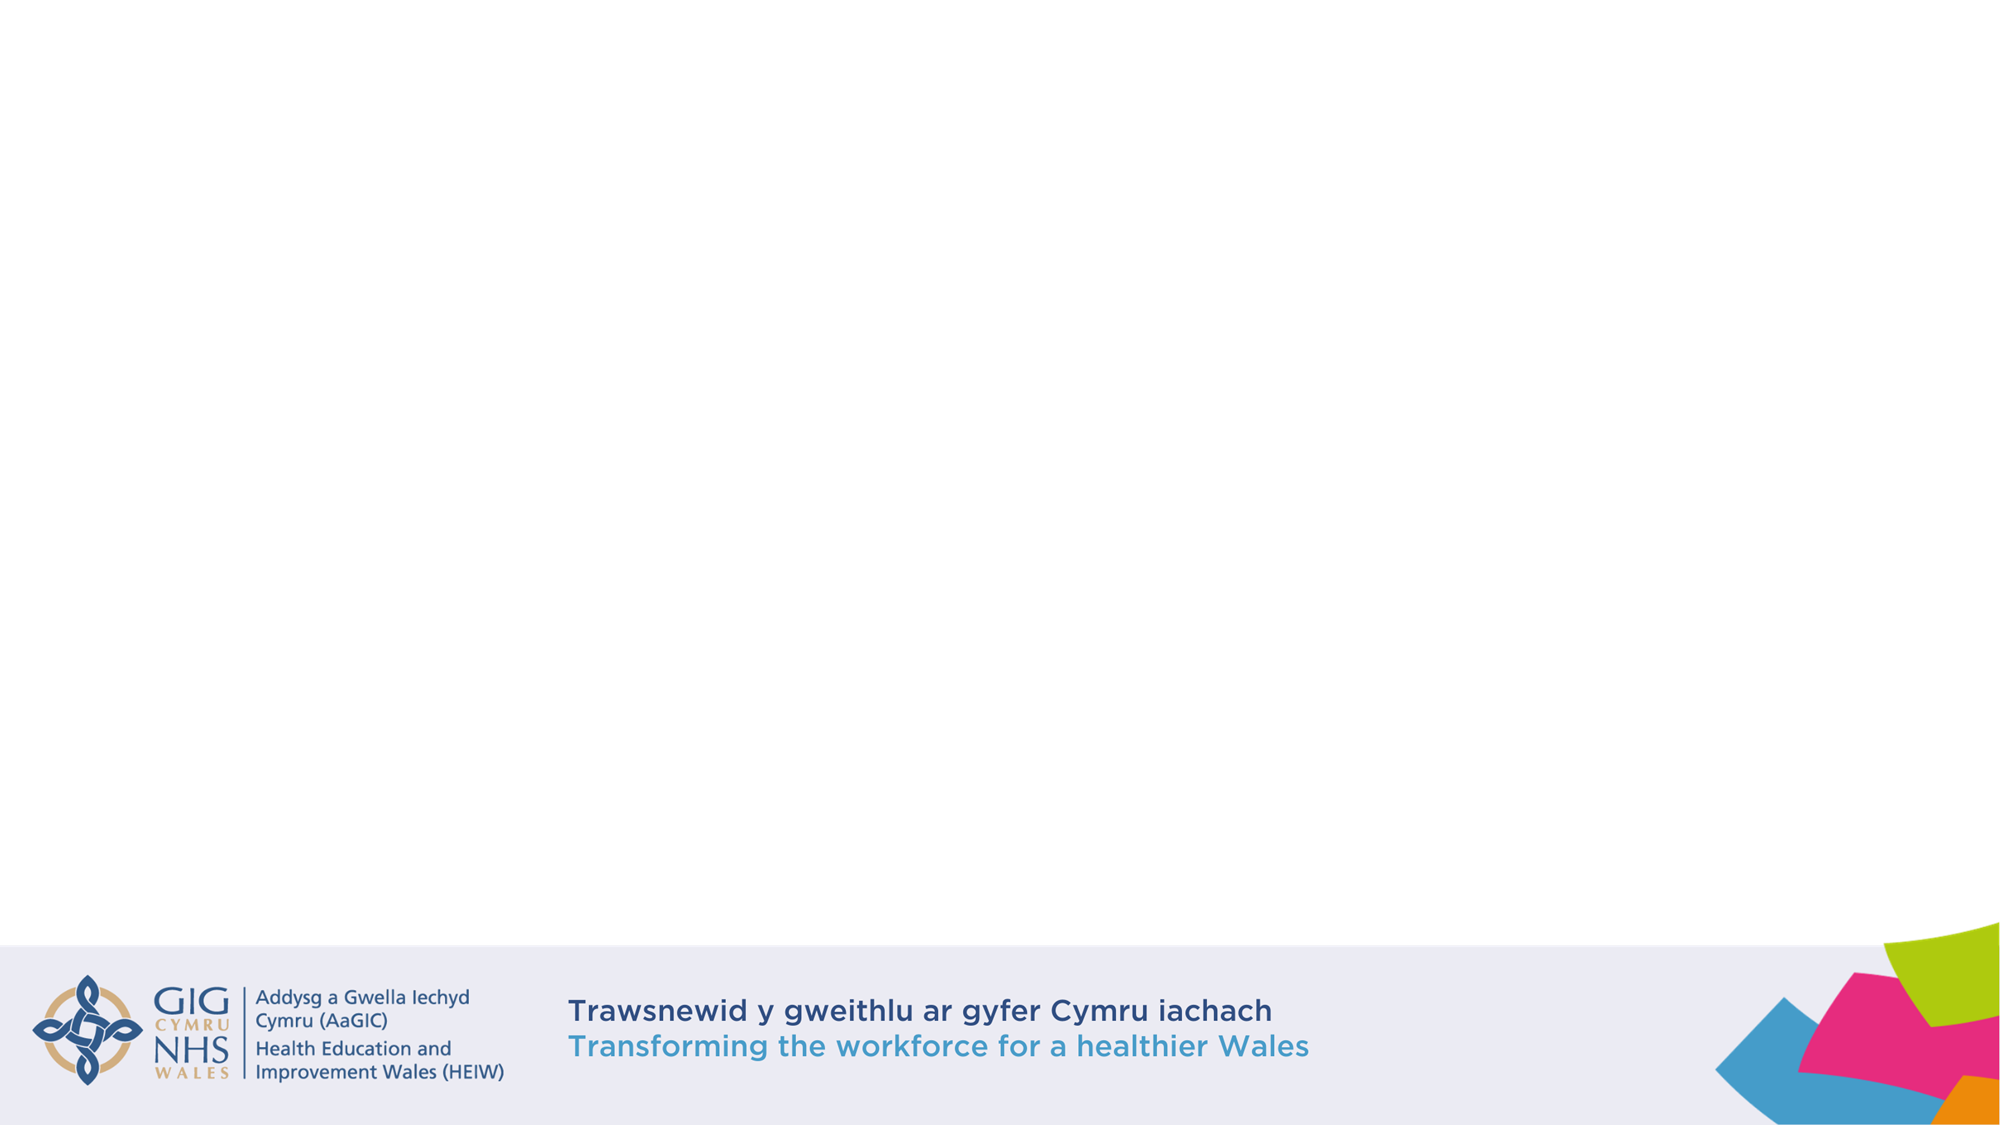 GIG
CYMRU
NHS
WALES
Addysg a Gwella Iechyd
Cymru (AaGIC)
Health Education and
Improvement Wales (HEIW)
Trawsnewid y gweithlu ar gyfer Cymru iachach
Transforming the workforce for a healthier Wales